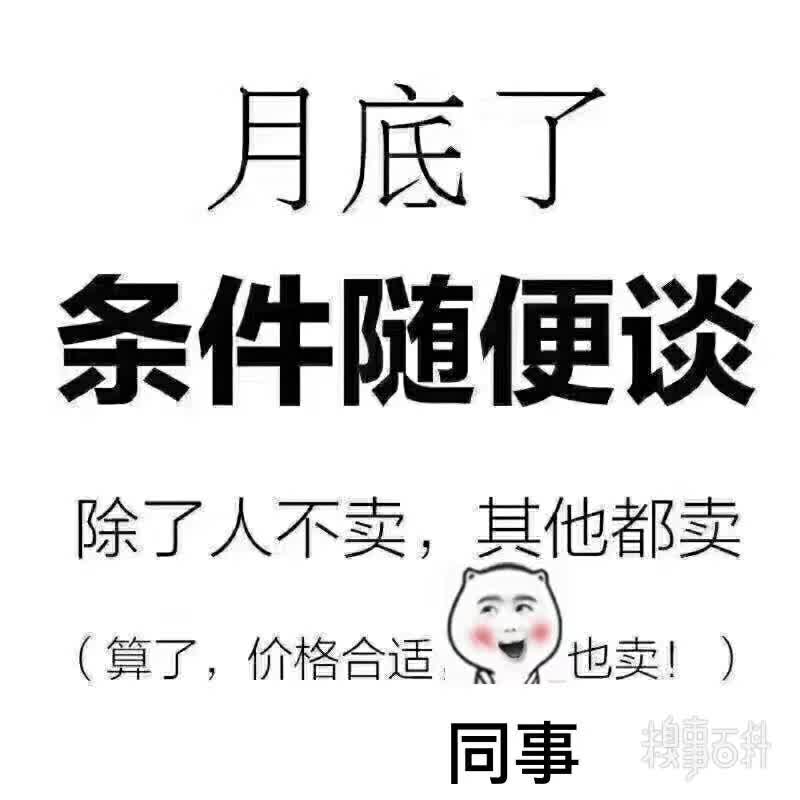 月底了
条件随便谈
除了人不卖，其他都卖
（算了，价格合适，也卖！）
同事
糗事百科